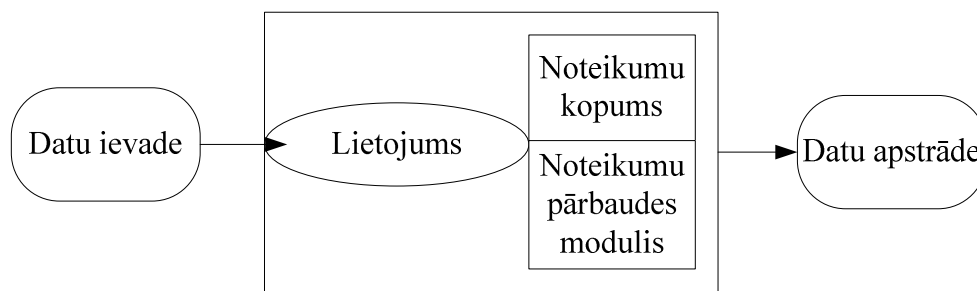 Datu ievade
Lietojums
Noteikumu
kopums
Noteikumu
pārbaudes
modulis
Datu apstrāde